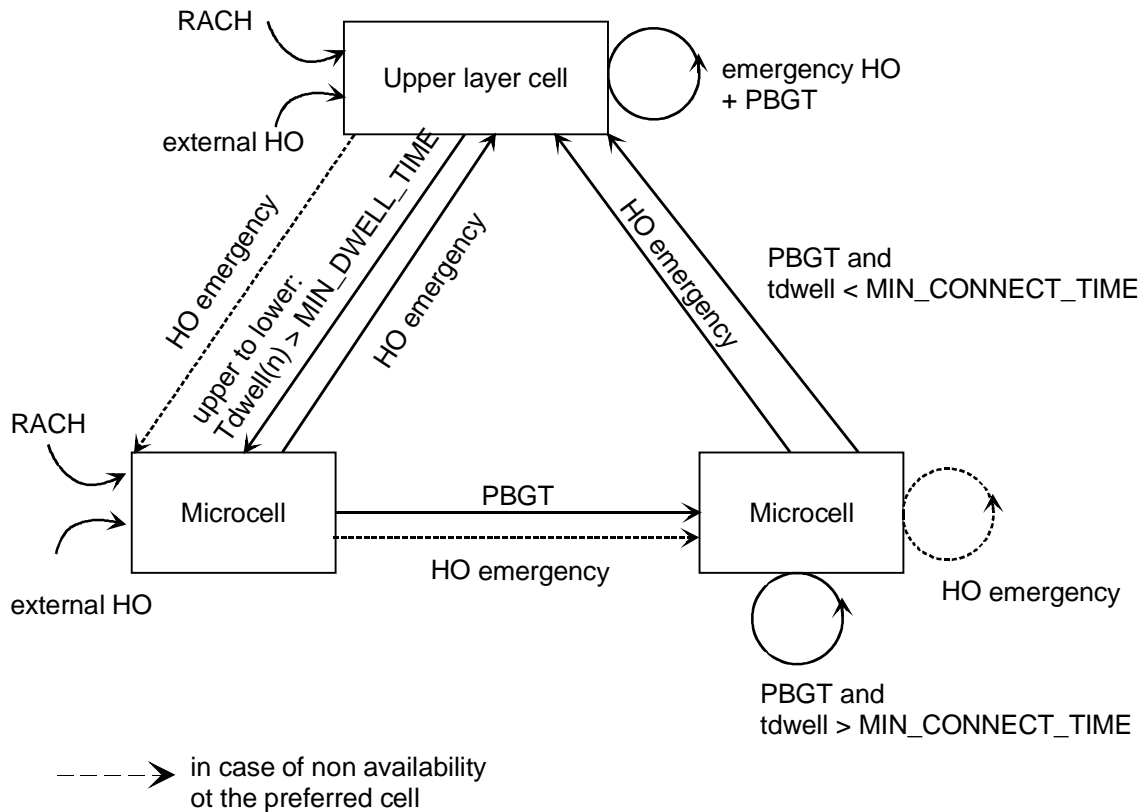 RACH
Upper layer cell
emergency HO
+ PBGT
external HO
HO emergency
upper to lower:
Tdwell(n) > MIN_DWELL_TIME
HO emergency
HO emergency
PBGT and
tdwell < MIN_CONNECT_TIME
RACH
Microcell
PBGT
Microcell
HO emergency
external HO
HO emergency
PBGT and
tdwell > MIN_CONNECT_TIME
in case of non availability
ot the preferred cell